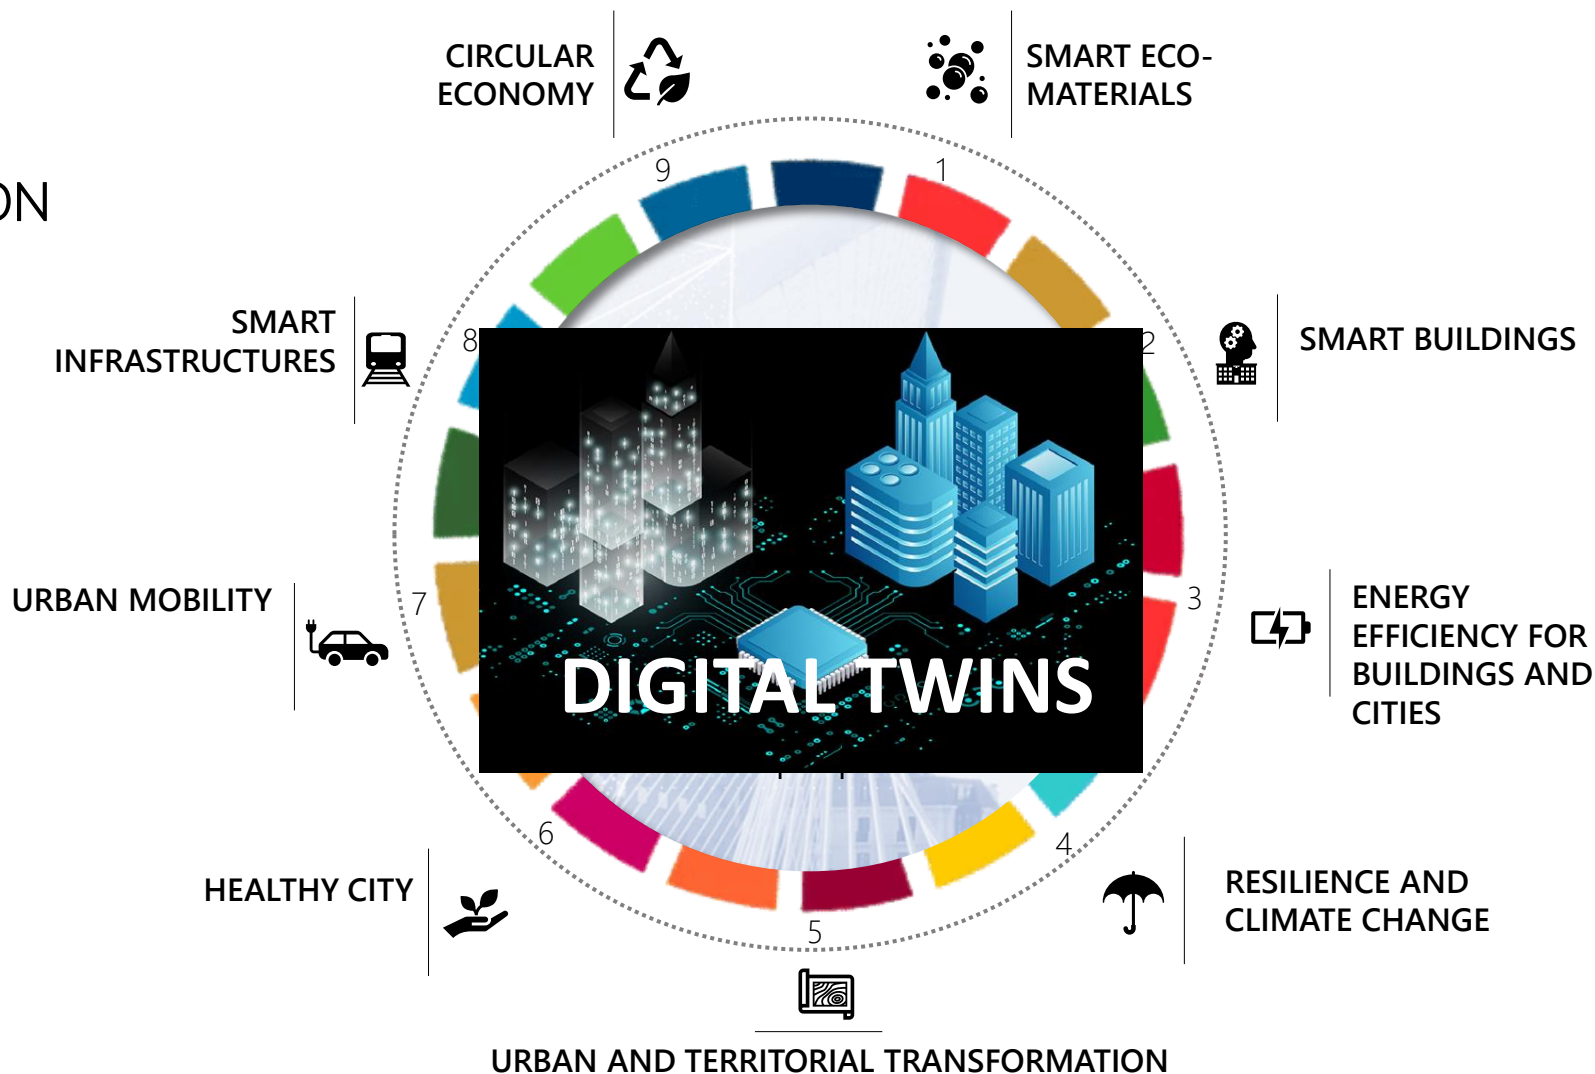 CIRCULAR
ECONOMY
SMART ECO-
MATERIALS
9
1
ON
SMART
INFRASTRUCTURES
8
2
SMART BUILDINGS
URBAN MOBILITY
7
3
ENERGY
EFFICIENCY FOR
BUILDINGS AND
CITIES
DIGITAL TWINS
6
4
HEALTHY CITY
RESILIENCE AND
CLIMATE CHANGE
5
URBAN AND TERRITORIAL TRANSFORMATION